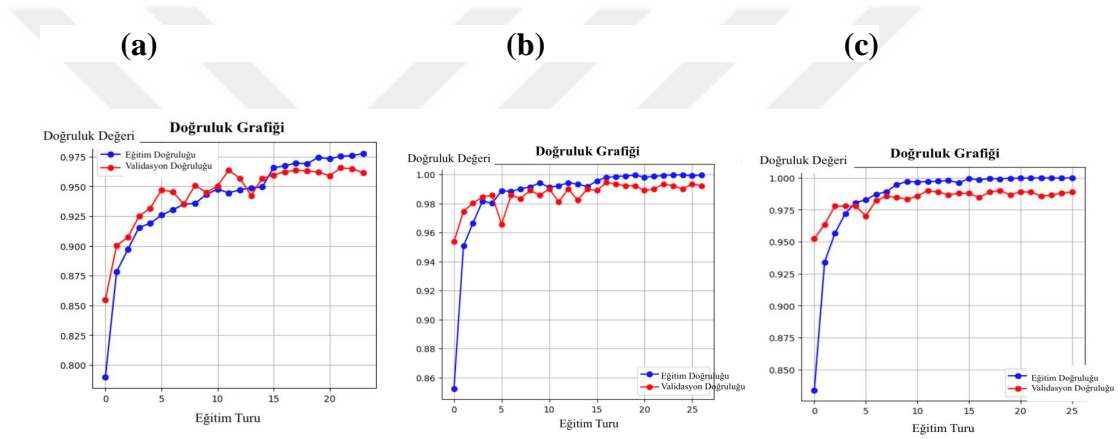 (a)
(b)
(c)
Doğruluk Grafiği
Doğruluk Değeri
Eğitim Doğruluğu
Validasyon Doğruluğu
0.975
0.950
0.925
0.900
0.875
0.850
0.825
0.800
0
5
10
15
20
Eğitim Turu
Doğruluk Grafiği
Doğruluk Değeri
1.00
0.98
0.96
0.94
0.92
0.90
0.88
0.86
Eğitim Doğruluğu
Validasyon Doğruluğu
0
5
10
15
20
25
Eğitim Turu
Doğruluk Grafiği
Doğruluk Değeri
1.000
0.975
0.950
0.925
0.900
0.875
0.850
Eğitim Doğruluğu
Validasyon Doğruluğu
0
5
10
15
20
25
Eğitim Turu